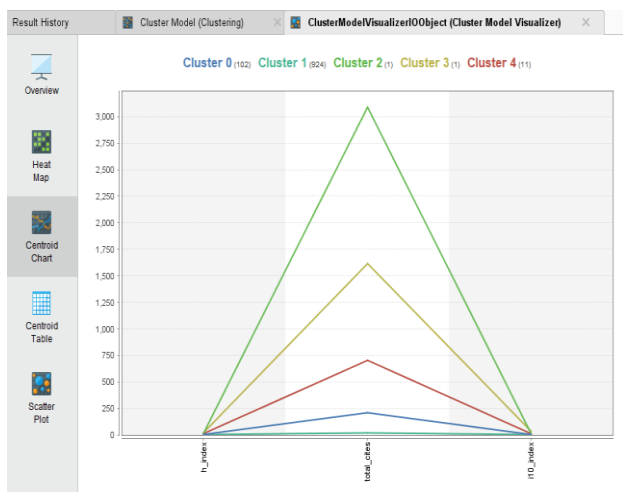 Result History
Cluster Model (Clustering)
ClusterModelVisualizerIOObject (Cluster Model Visualizer)
Overview
Heat
Map
Centroid
Chart
Centroid
Table
Scatter
Plot
Cluster 0 (102) Cluster 1 (924) Cluster 2 (1) Cluster 3 (1) Cluster 4 (11)
3,000
2,750
2,500
2,250
2,000
1,750
1,500
1,250
1,000
750
500
250
0
h_index
total_cites
i10_index